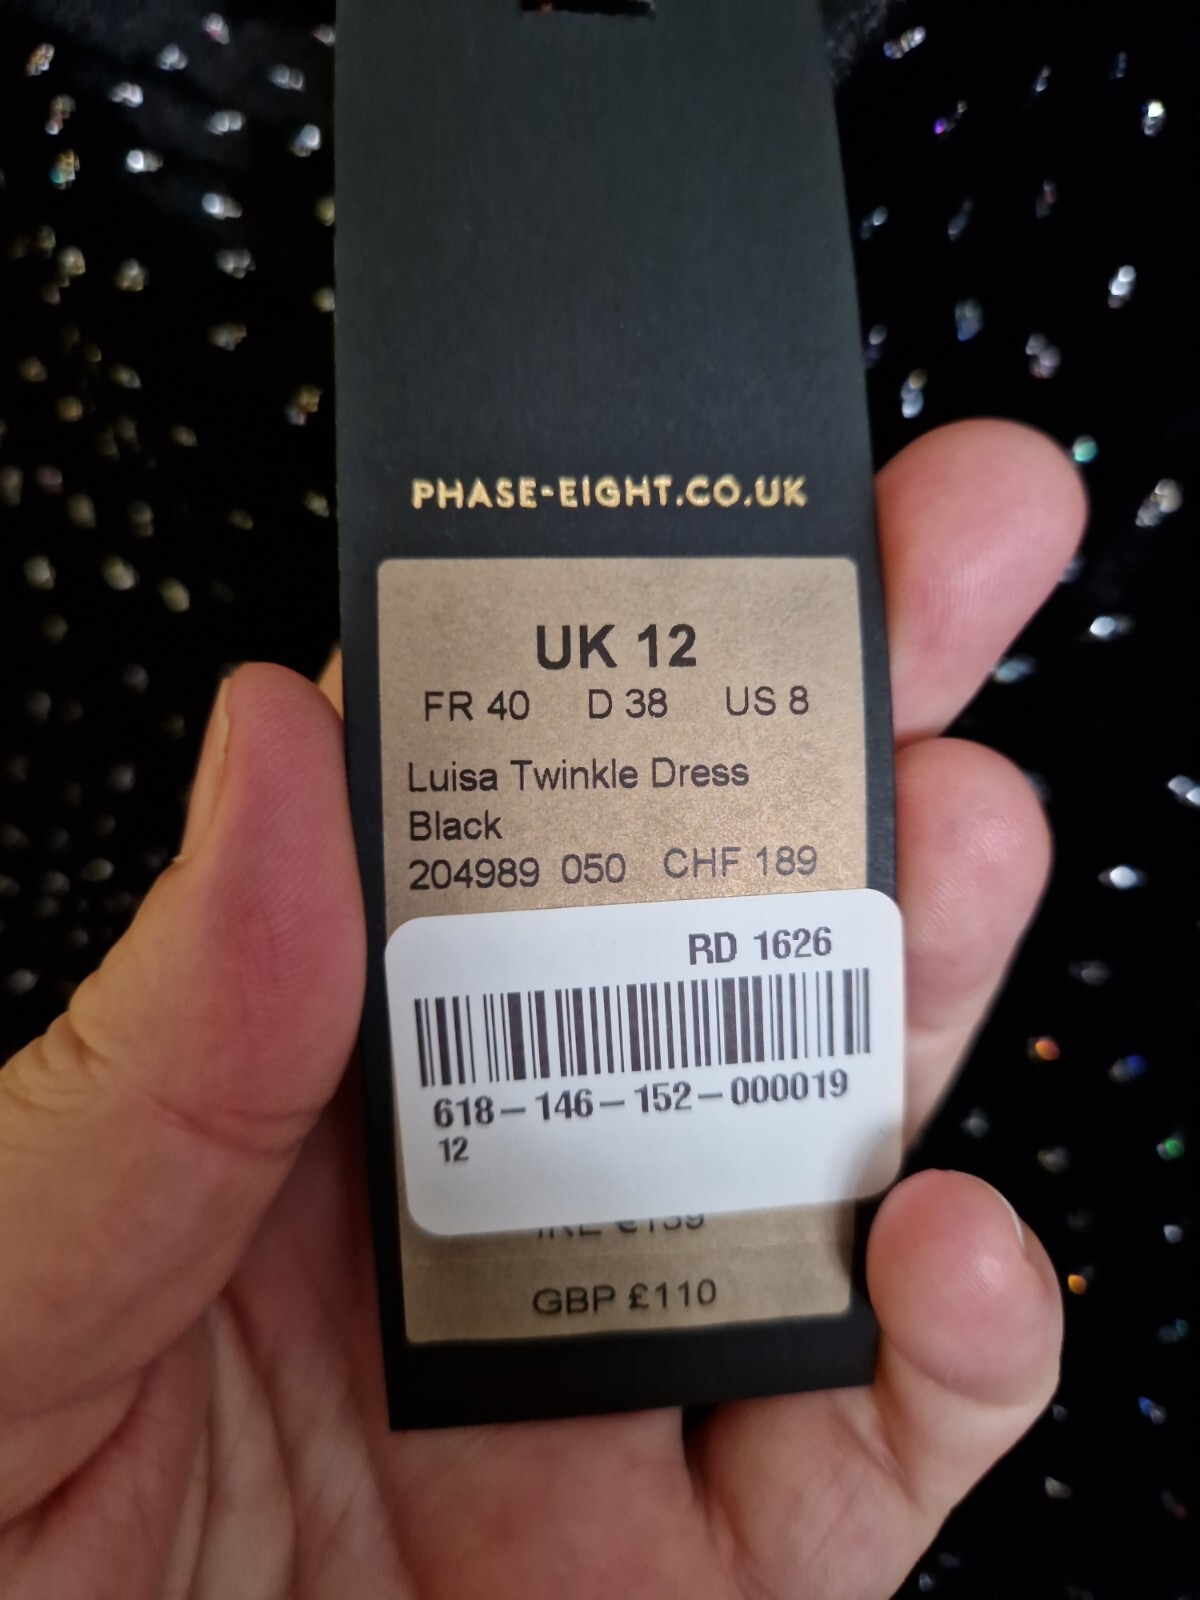 PHASE-EIGHT.CO.UK
UK 12
FR 40 D 38 US 8
Luisa Twinkle Dress
Black
204989 050 CHF 189
RD 1626
618-146-152-000019
12
€139
GBP £110